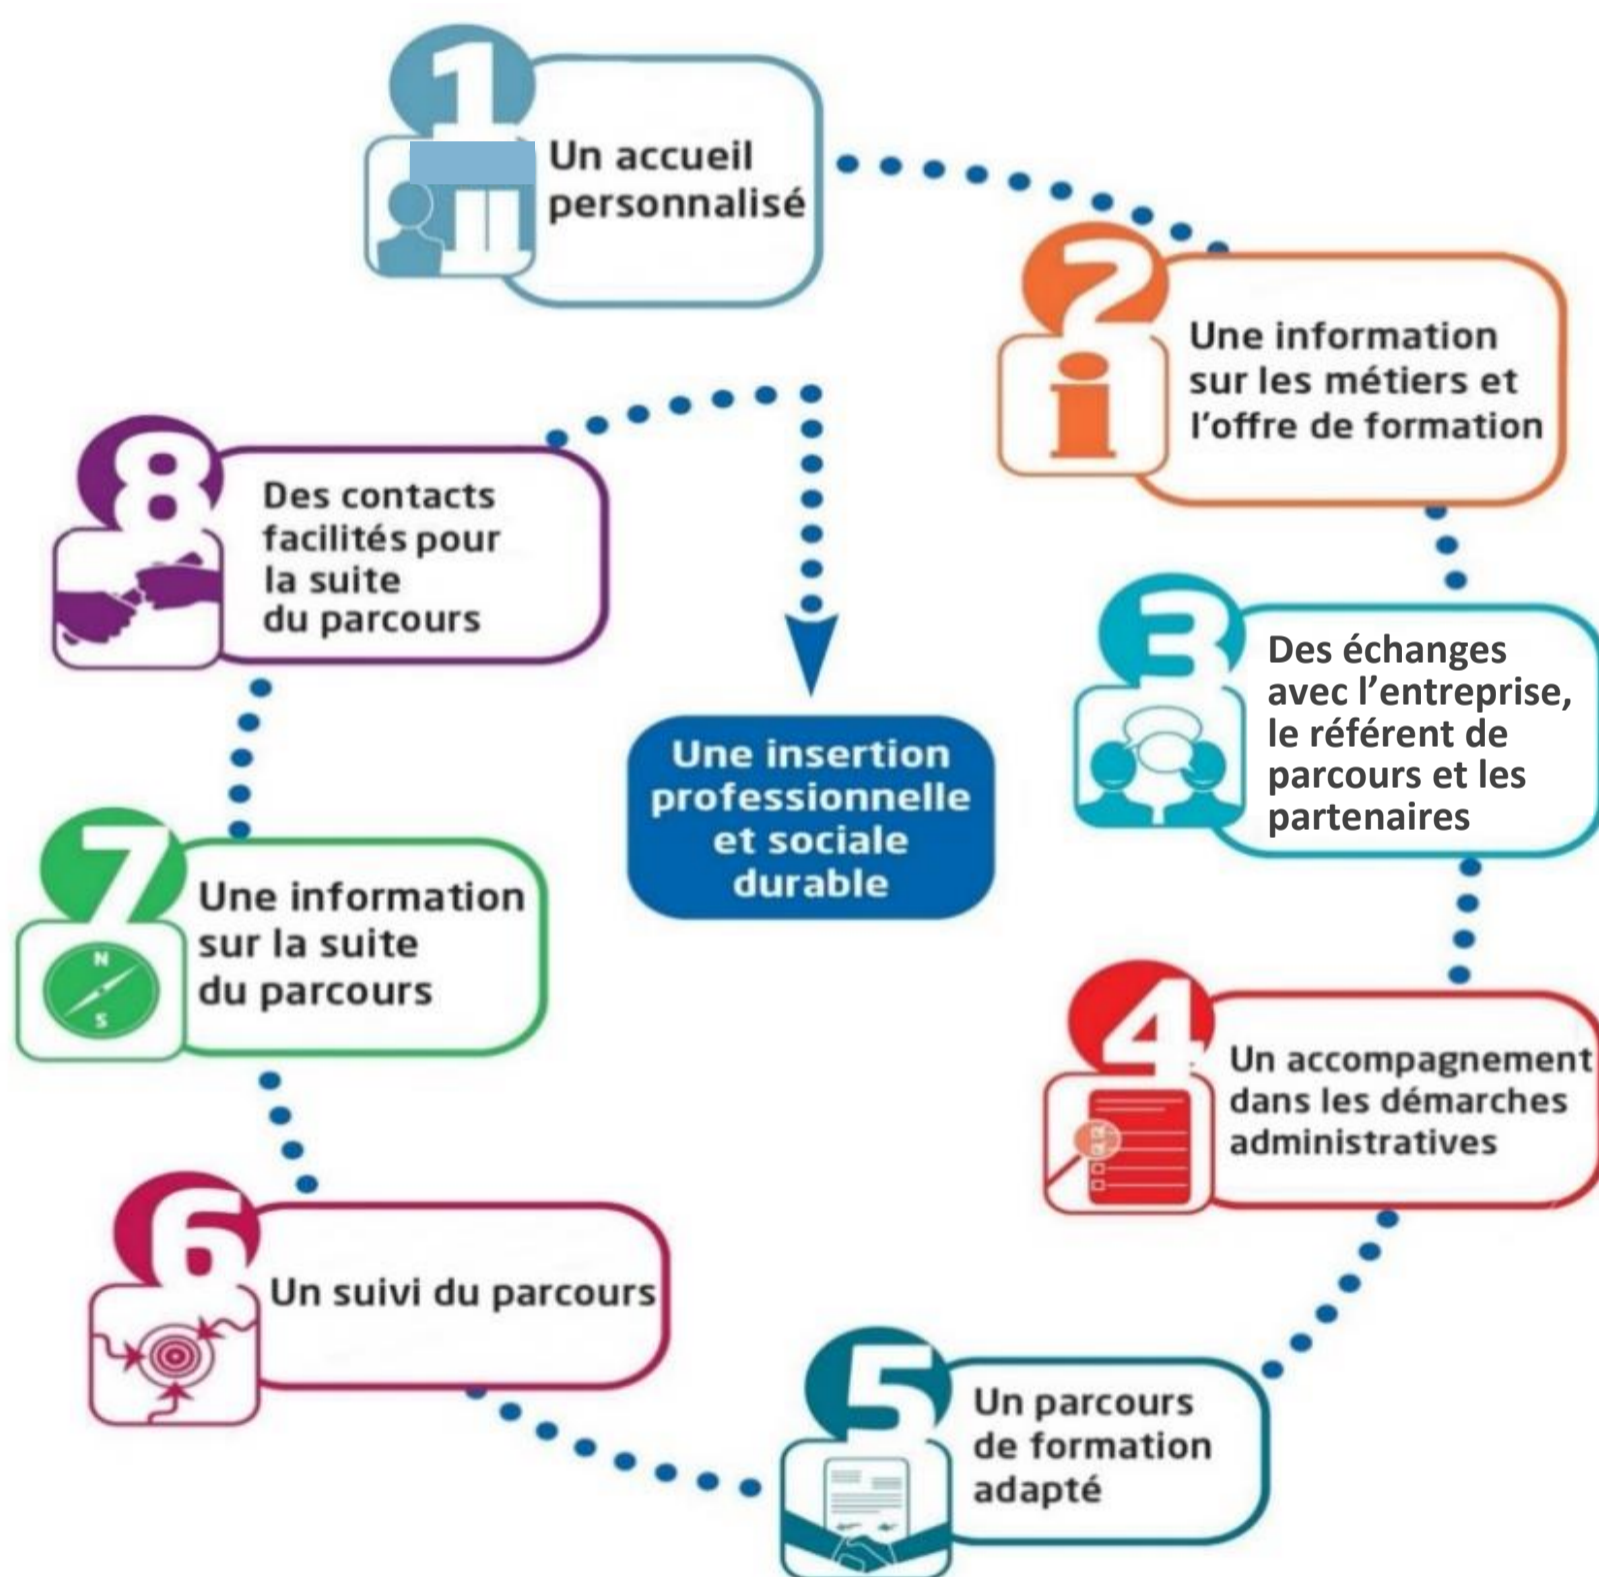 1
Un accueil
personnalisé
2
i
Une information
sur les métiers et
l'offre de formation
3
Des échanges
avec l’entreprise,
le référent de
parcours et les
partenaires
4
Un accompagnement
dans les démarches
administratives
5
Un parcours
de formation
adapté
6
Un suivi du parcours
7
N
S
Une information
sur la suite
du parcours
8
Des contacts
facilités pour
la suite
du parcours
Une insertion
professionnelle
et sociale
durable